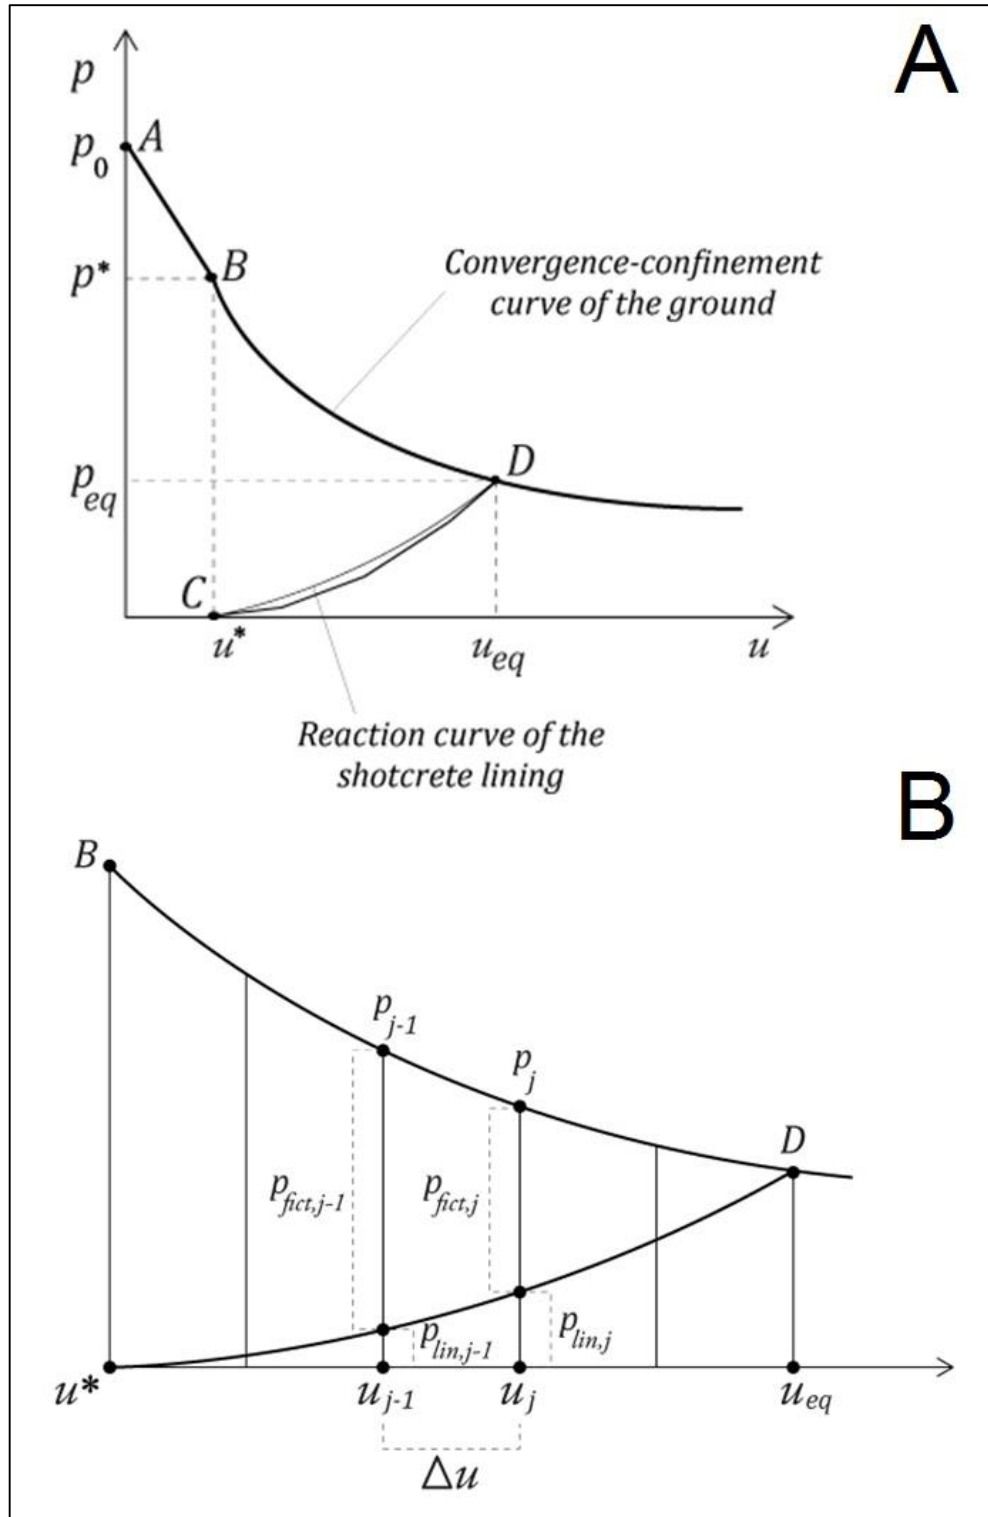 A
p
p0
A
p*
B
Convergence-confinement
curve of the ground
peq
D
C
u*
ueq
u
Reaction curve of the
shotcrete lining
B
B
pj-1
pj
D
pfict,j-1
pfict,j
plin,j-1
plin,j
u*
uj-1
uj
ueq
Δu